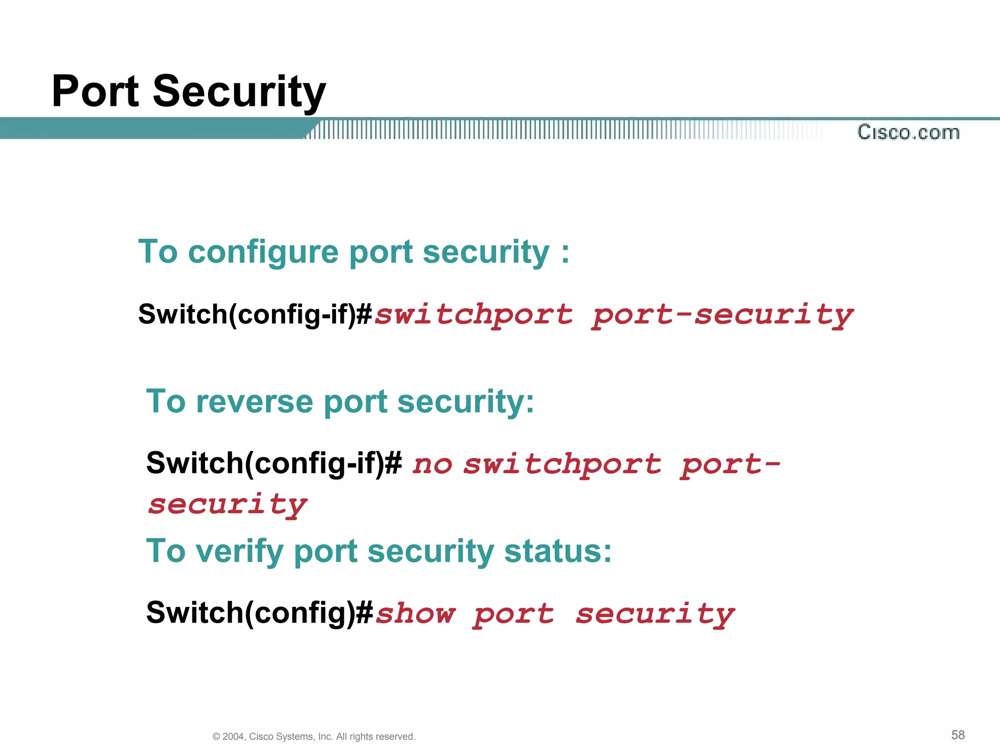 Port Security
Cisco.com
To configure port security :
Switch(config-if)#switchport port-security
To reverse port security:
Switch(config-if)# no switchport port-
security
To verify port security status:
Switch(config)#show port security
© 2004, Cisco Systems, Inc. All rights reserved.
58